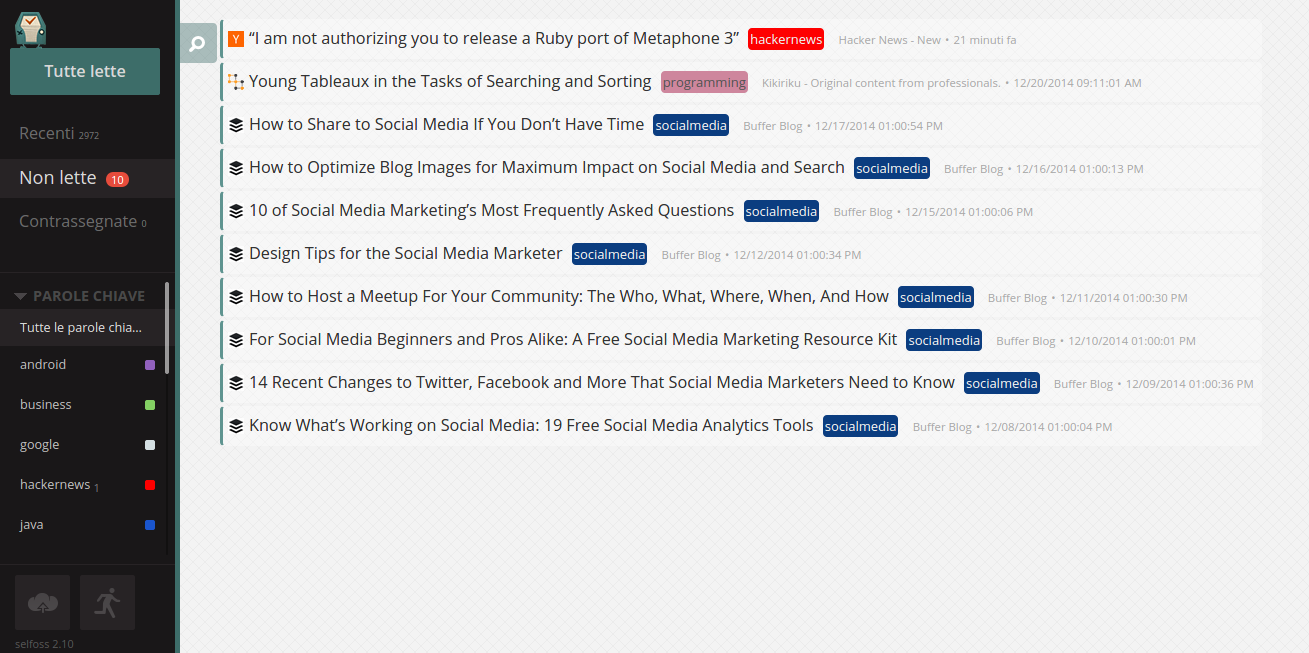 Tutte lette
Recenti 2972
Non lette 10
Contrassegnate 0
PAROLE CHIAVE
Tutte le parole chia...
android
business
google
hackernews 1
java
selfoss 2.10
Y “I am not authorizing you to release a Ruby port of Metaphone 3” hackernews Hacker News - New • 21 minuti fa
Young Tableaux in the Tasks of Searching and Sorting programming Kikiriku - Original content from professionals. • 12/20/2014 09:11:01 AM
How to Share to Social Media If You Don’t Have Time socialmedia Buffer Blog • 12/17/2014 01:00:54 PM
How to Optimize Blog Images for Maximum Impact on Social Media and Search socialmedia Buffer Blog • 12/16/2014 01:00:13 PM
10 of Social Media Marketing’s Most Frequently Asked Questions socialmedia Buffer Blog • 12/15/2014 01:00:06 PM
Design Tips for the Social Media Marketer socialmedia Buffer Blog • 12/12/2014 01:00:34 PM
How to Host a Meetup For Your Community: The Who, What, Where, When, And How socialmedia Buffer Blog • 12/11/2014 01:00:30 PM
For Social Media Beginners and Pros Alike: A Free Social Media Marketing Resource Kit socialmedia Buffer Blog • 12/10/2014 01:00:01 PM
14 Recent Changes to Twitter, Facebook and More That Social Media Marketers Need to Know socialmedia Buffer Blog • 12/09/2014 01:00:36 PM
Know What’s Working on Social Media: 19 Free Social Media Analytics Tools socialmedia Buffer Blog • 12/08/2014 01:00:04 PM